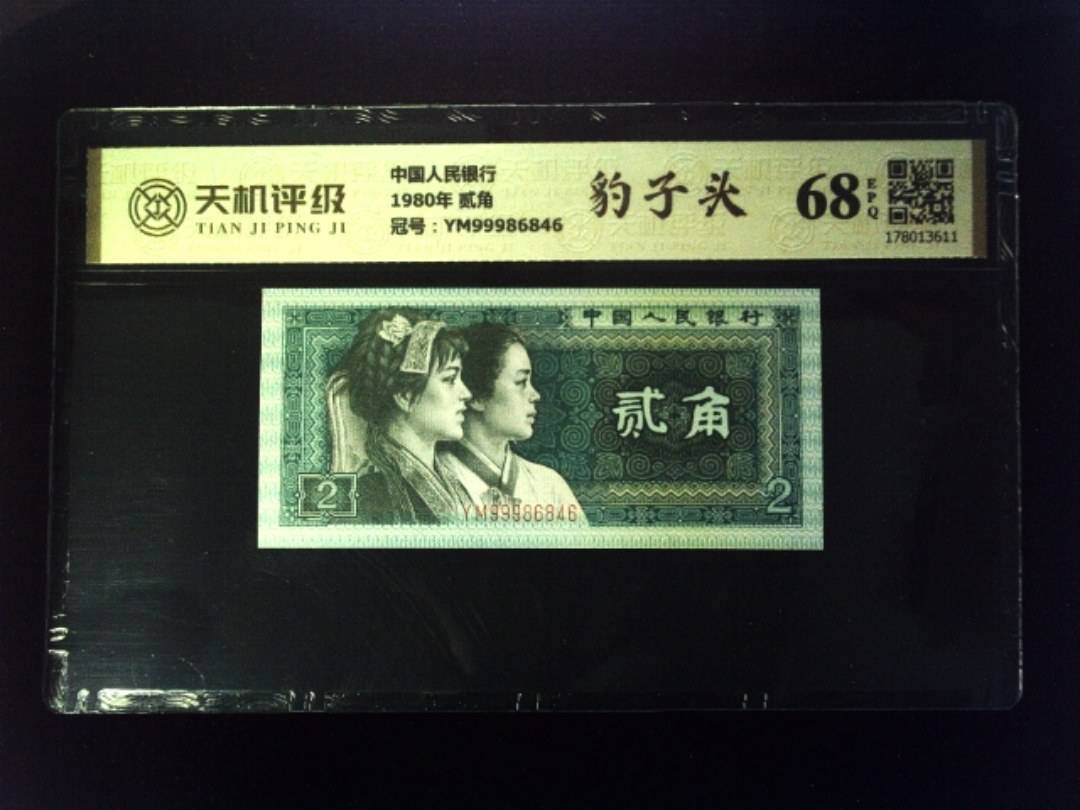 天机评级
TIAN JI PING JI
中国人民银行
1980年 贰角
冠号：YM99986846
豹子头
68
EPQ
178013611
中国人民银行
贰角
2
YM99986846
2